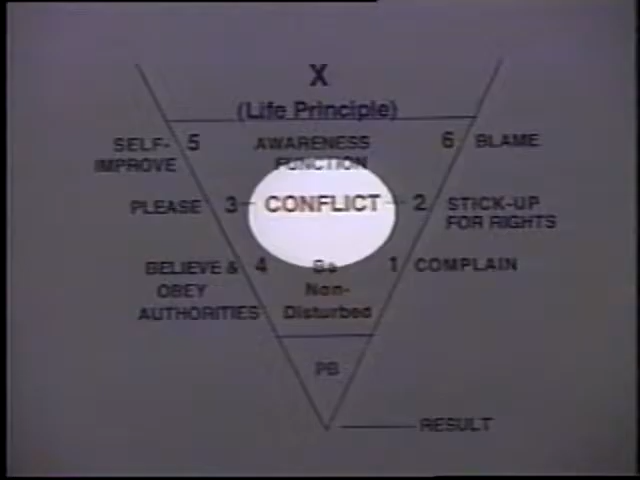 X
(Life Principle)
SELF- 5 AWARENESS 6 BLAME
IMPROVE FUNCTION
PLEASE 3 CONFLICT 2 STICK-UP
FOR RIGHTS
BELIEVE & 4 Be 1 COMPLAIN
OBEY Non-
AUTHORITIES Disturbed
PB
RESULT